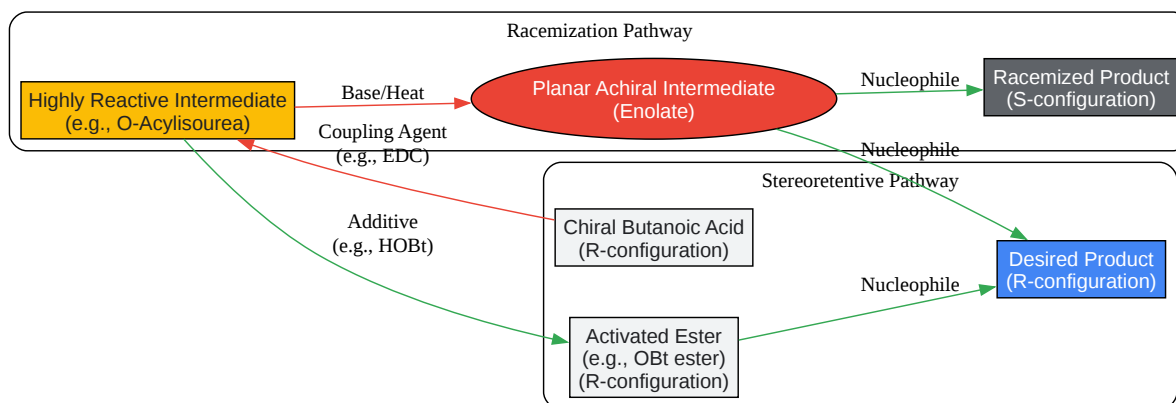 Racemization Pathway
Highly Reactive Intermediate
(e.g., O-Acylisourea)
Base/Heat
Planar Achiral Intermediate
(Enolate)
Nucleophile
Racemized Product
(S-configuration)
Coupling Agent
(e.g., EDC)
Nucleophile
Stereoretentive Pathway
Additive
(e.g., HOBt)
Chiral Butanoic Acid
(R-configuration)
Desired Product
(R-configuration)
Nucleophile
Activated Ester
(e.g., OBt ester)
(R-configuration)